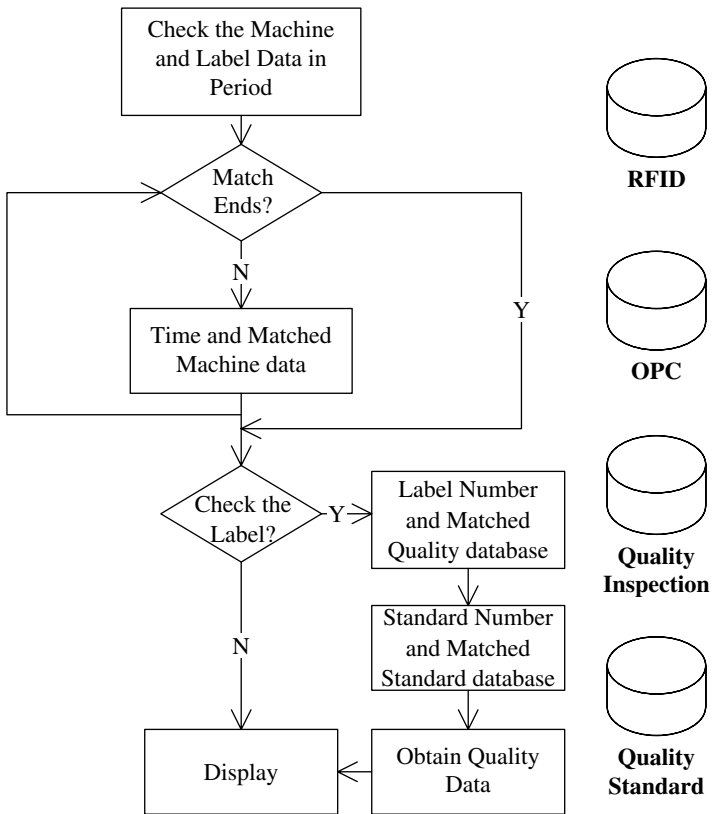 Check the Machine
and Label Data in
Period
RFID
Match
Ends?
N
Y
Time and Matched
Machine data
OPC
Check the
Label?
Y
Label Number
and Matched
Quality database
Quality
Inspection
N
Standard Number
and Matched
Standard database
Display
Obtain Quality
Data
Quality
Standard